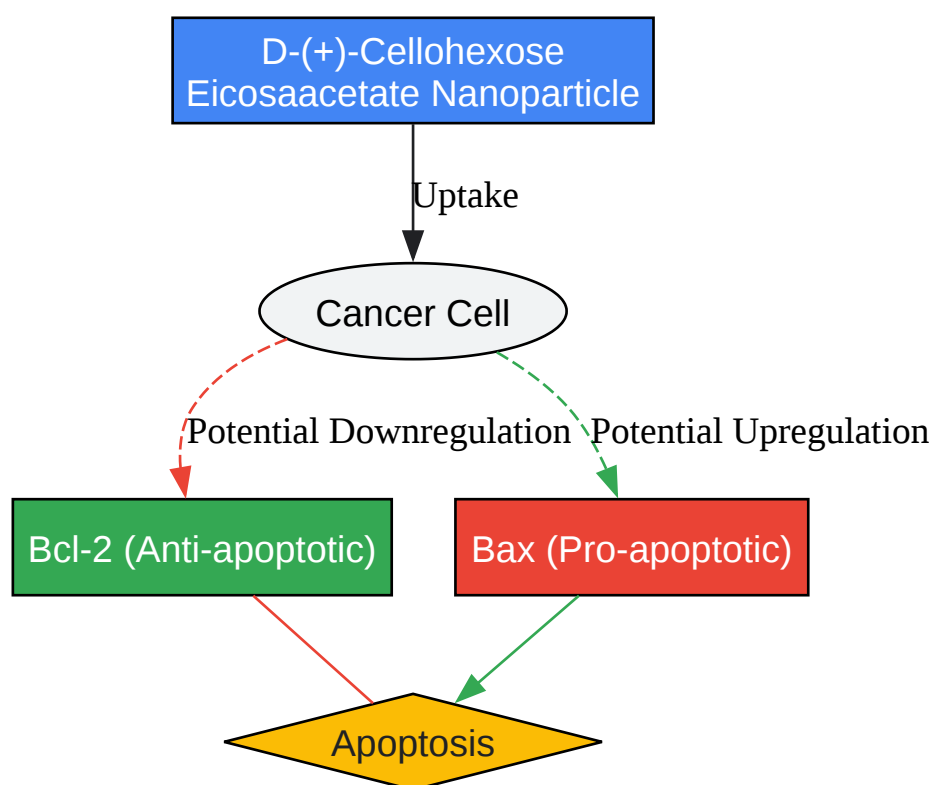 D-(+)-Cellohexose
Eicosaacetate Nanoparticle
Uptake
Cancer Cell
Potential Downregulation
Potential Upregulation
Bcl-2 (Anti-apoptotic)
Bax (Pro-apoptotic)
Apoptosis